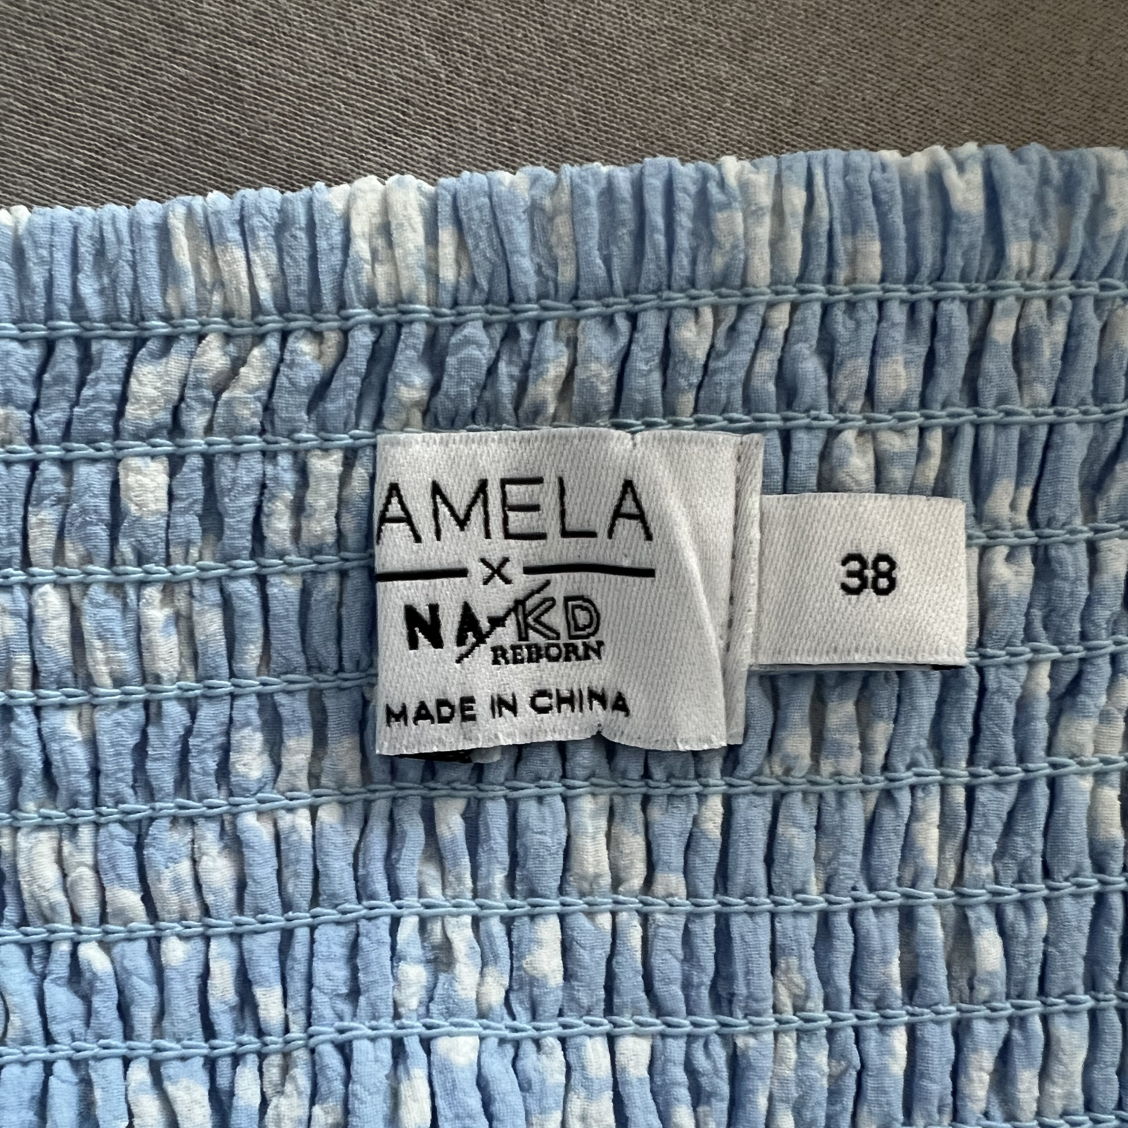 AMELA
x
NA-KD
REBORN
MADE IN CHINA
38